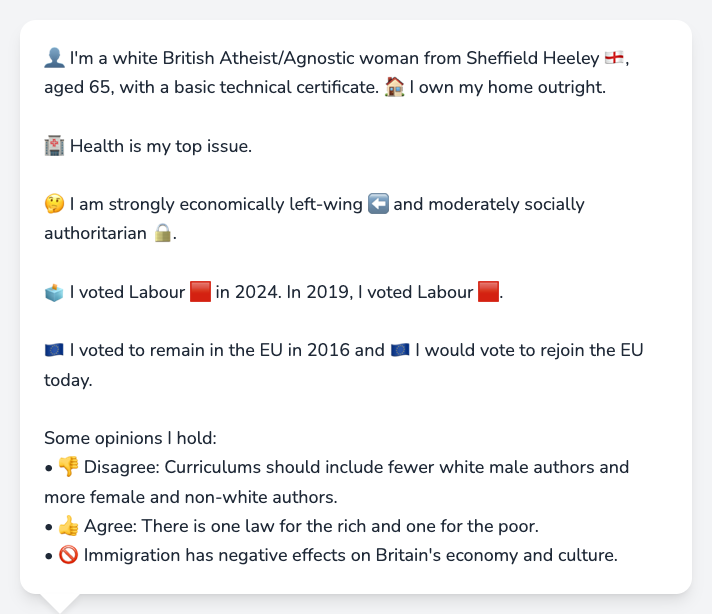 👤 I'm a white British Atheist/Agnostic woman from Sheffield Heeley 🏴󠁧󠁢󠁥󠁮󠁧󠁿,
aged 65, with a basic technical certificate. 🏠 I own my home outright.
🏥 Health is my top issue.
🤔 I am strongly economically left-wing ⬅️ and moderately socially
authoritarian 🔒.
🗳️ I voted Labour 🟥 in 2024. In 2019, I voted Labour 🟥.
🇪🇺 I voted to remain in the EU in 2016 and 🇪🇺 I would vote to rejoin the EU
today.
Some opinions I hold:
• 👎 Disagree: Curriculums should include fewer white male authors and
more female and non-white authors.
• 👍 Agree: There is one law for the rich and one for the poor.
• 🚫 Immigration has negative effects on Britain's economy and culture.